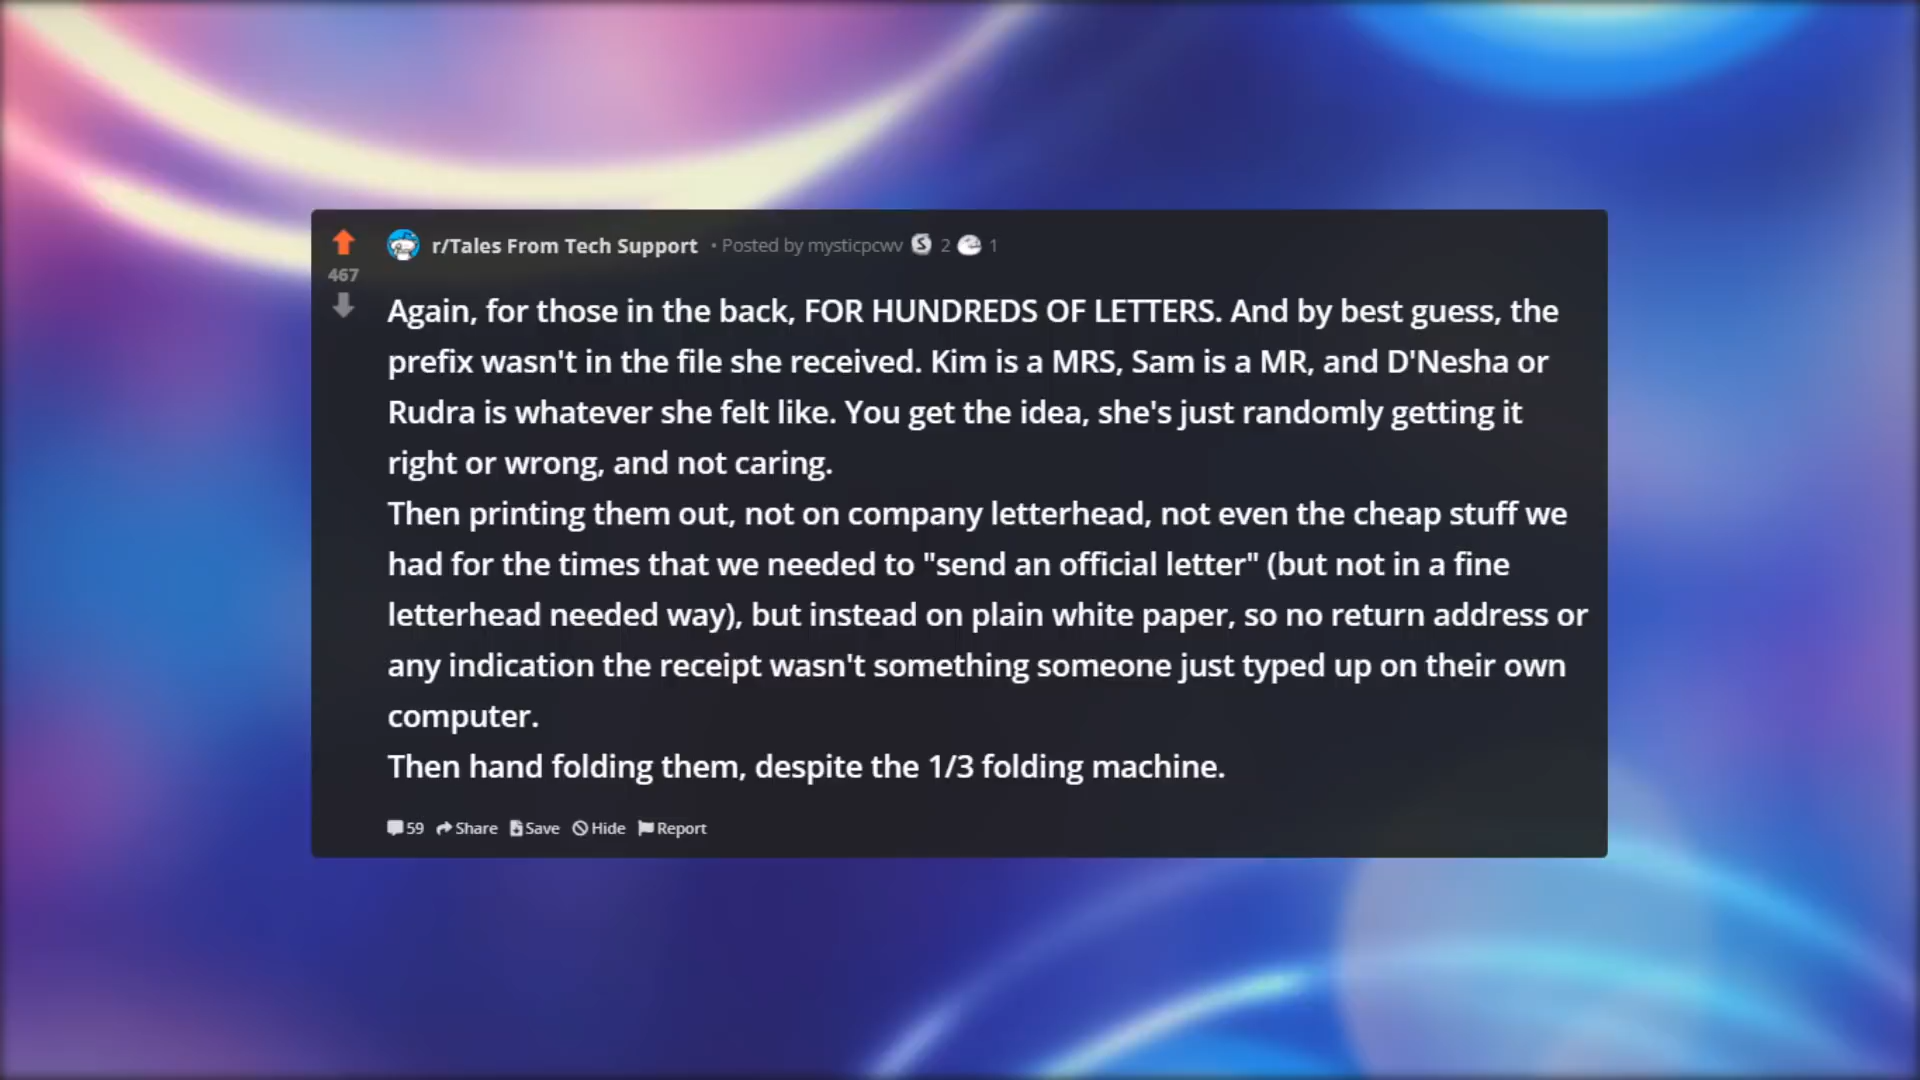 r/Tales From Tech Support • Posted by mysticpcwv 2 1
467
Again, for those in the back, FOR HUNDREDS OF LETTERS. And by best guess, the
prefix wasn't in the file she received. Kim is a MRS, Sam is a MR, and D'Nesha or
Rudra is whatever she felt like. You get the idea, she's just randomly getting it
right or wrong, and not caring.
Then printing them out, not on company letterhead, not even the cheap stuff we
had for the times that we needed to "send an official letter" (but not in a fine
letterhead needed way), but instead on plain white paper, so no return address or
any indication the receipt wasn't something someone just typed up on their own
computer.
Then hand folding them, despite the 1/3 folding machine.
59 Share Save Hide Report